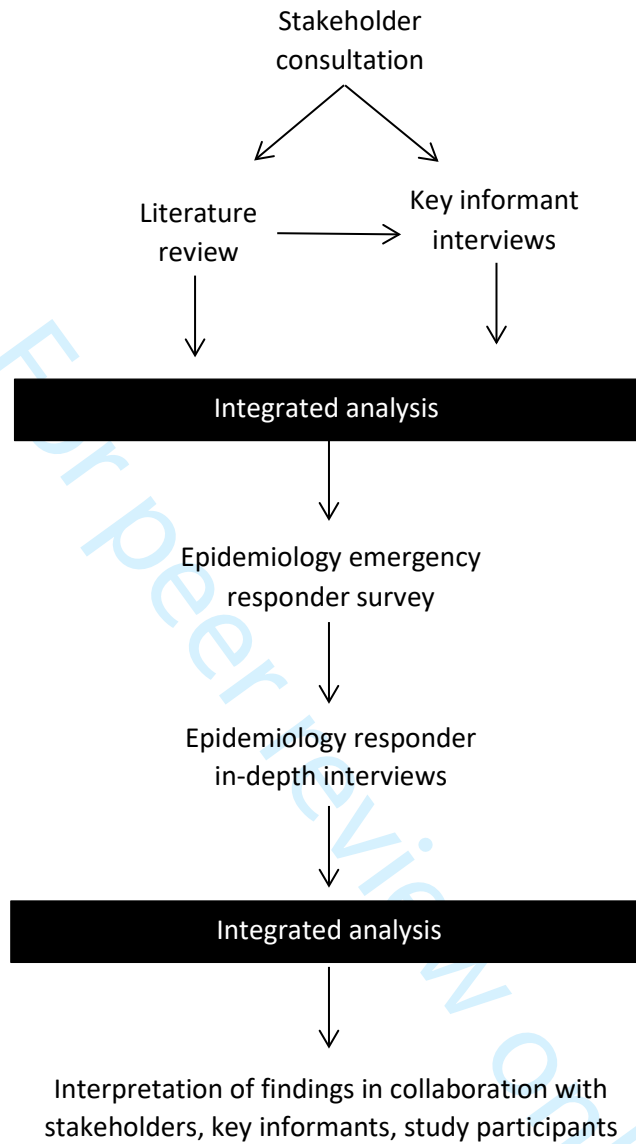 Stakeholder
consultation
Literature
review
Key informant
interviews
Integrated analysis
Epidemiology emergency
responder survey
Epidemiology responder
in-depth interviews
Integrated analysis
Interpretation of findings in collaboration with
stakeholders, key informants, study participants
For peer review on